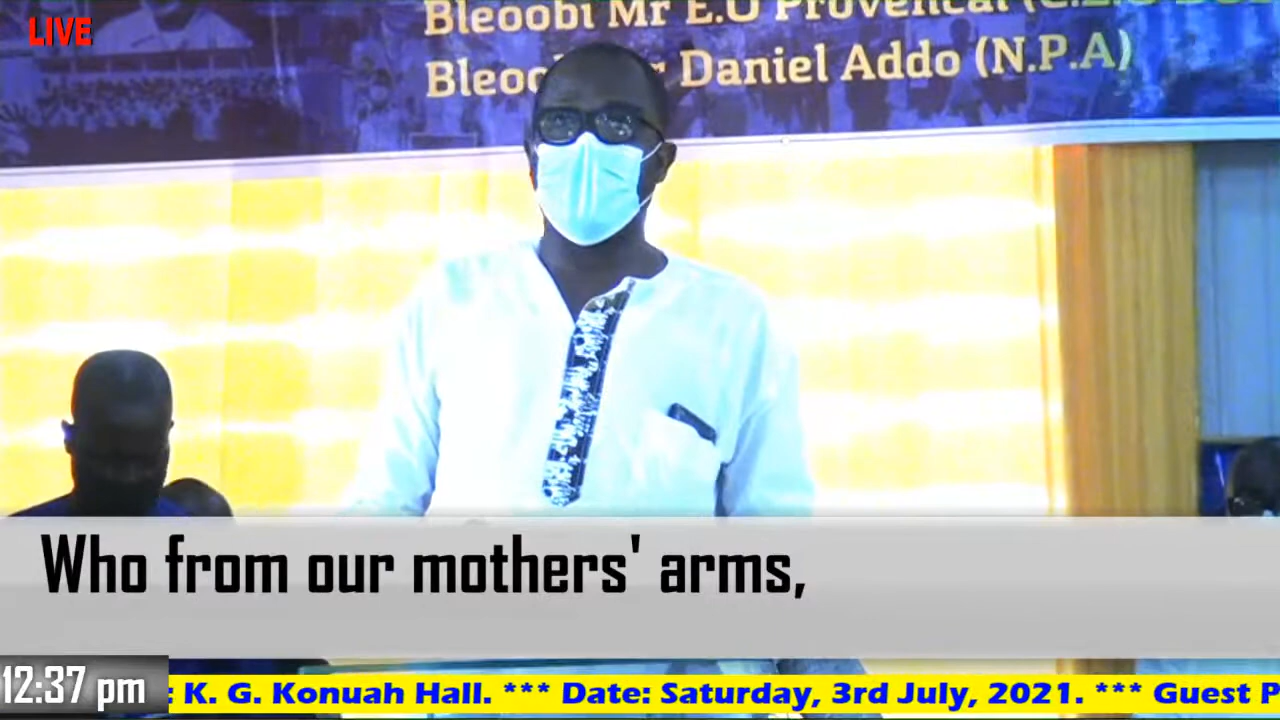 LIVE
Bleoobi Mr E.O Provencal
Daniel Addo (N.P.A)
Who from our mothers' arms,
12:37 pm
: K. G. Konuah Hall. *** Date: Saturday, 3rd July, 2021. *** Guest P